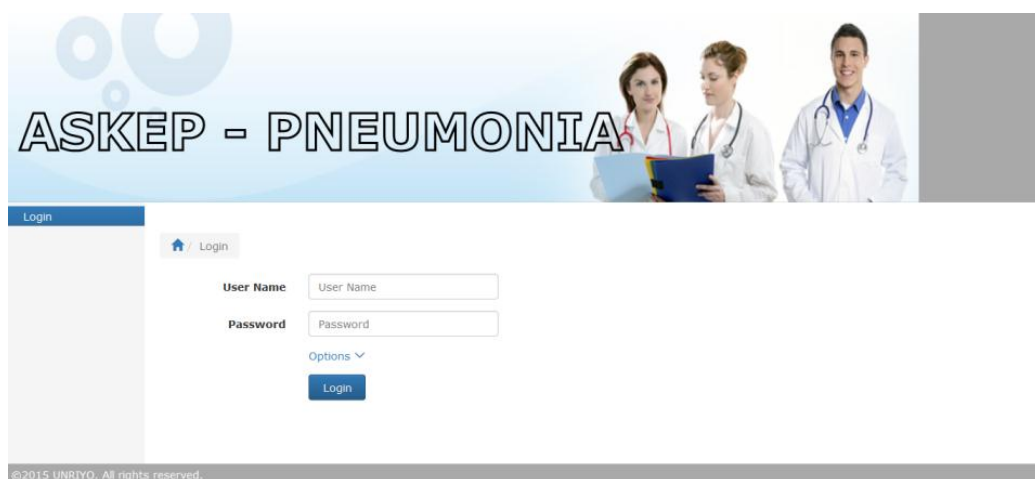 ASKEP - PNEUMONIA
Login
/ Login
User Name
User Name
Password
Password
Options
Login
©2015 UNRIYO. All rights reserved.